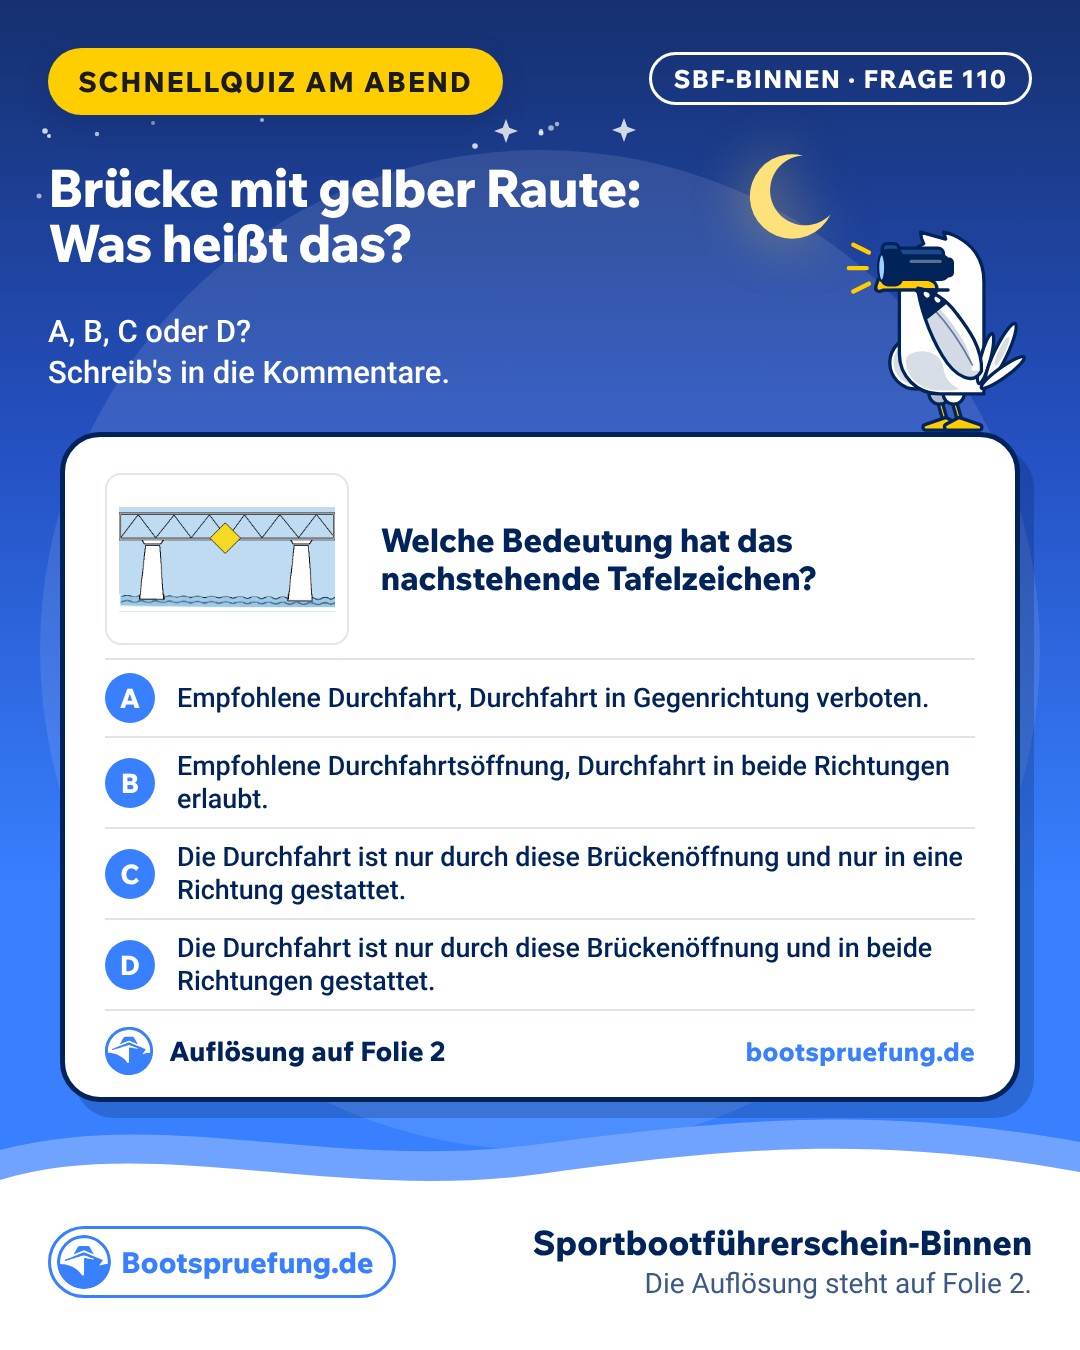 SCHNELLQUIZ AM ABEND
SBF-BINNEN · FRAGE 110
Brücke mit gelber Raute:
Was heißt das?
A, B, C oder D?
Schreib's in die Kommentare.
Welche Bedeutung hat das
nachstehende Tafelzeichen?
A
Empfohlene Durchfahrt, Durchfahrt in Gegenrichtung verboten.
B
Empfohlene Durchfahrtsöffnung, Durchfahrt in beide Richtungen
erlaubt.
C
Die Durchfahrt ist nur durch diese Brückenöffnung und nur in eine
Richtung gestattet.
D
Die Durchfahrt ist nur durch diese Brückenöffnung und in beide
Richtungen gestattet.
Auflösung auf Folie 2
bootspruefung.de
Bootspruefung.de
Sportbootführerschein-Binnen
Die Auflösung steht auf Folie 2.